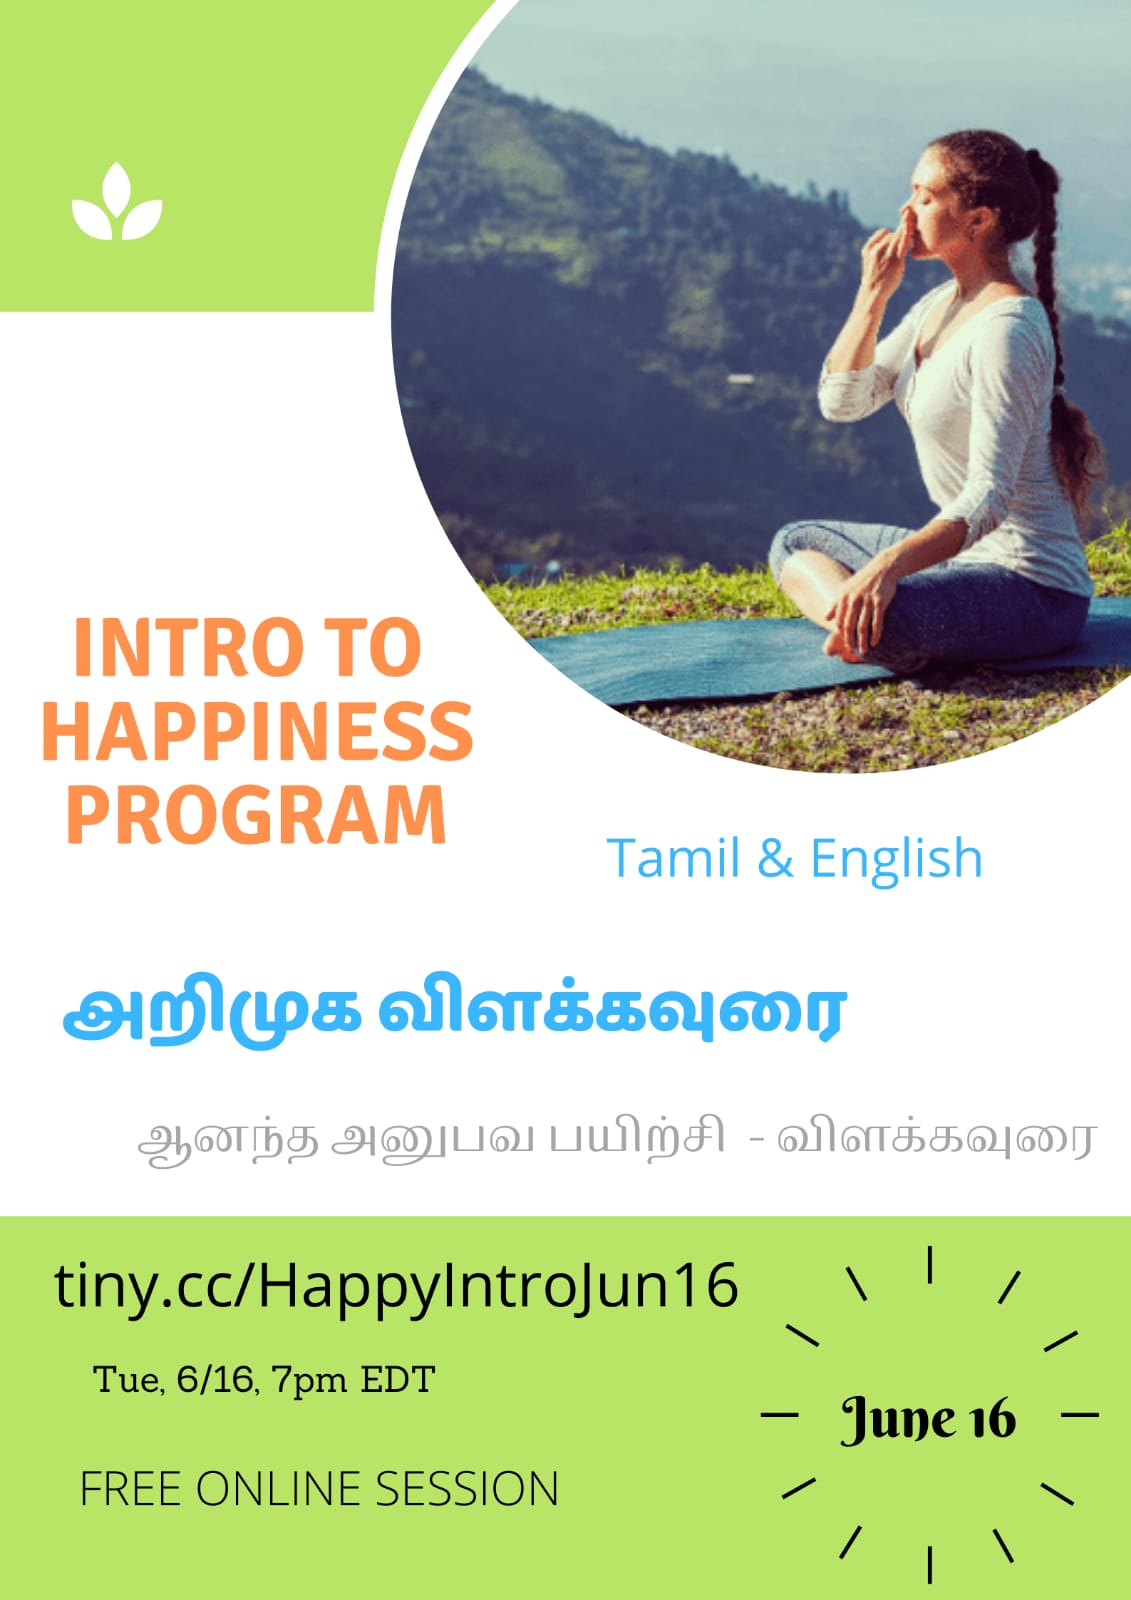 INTRO TO
HAPPINESS
PROGRAM
Tamil & English
அறிமுக விளக்கவுரை
ஆனந்த அனுபவ பயிற்சி - விளக்கவுரை
tiny.cc/HappyIntroJun16
Tue, 6/16, 7pm EDT
June 16
FREE ONLINE SESSION